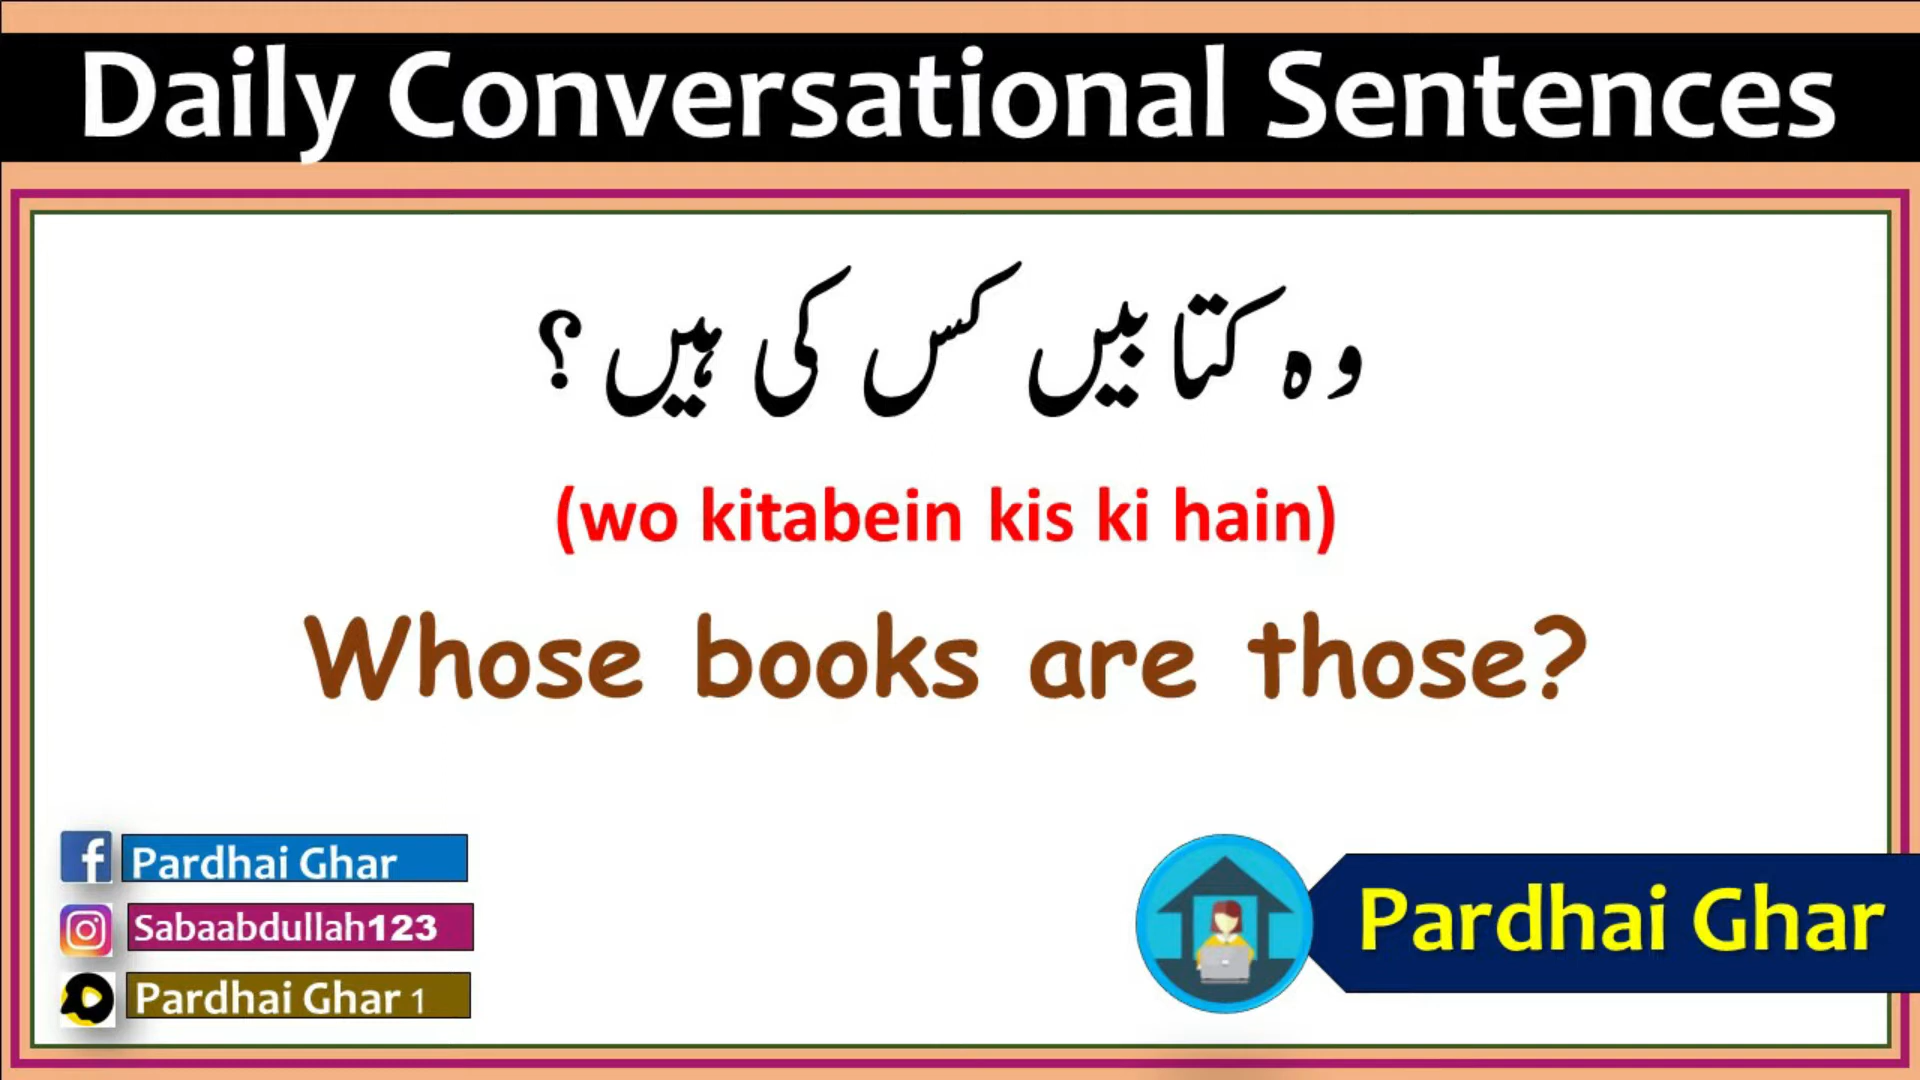 Daily Conversational Sentences
وہ کتابیں کس کی ہیں؟
(wo kitabein kis ki hain)
Whose books are those?
Pardhai Ghar
Sabaabdullah123
Pardhai Ghar 1
Pardhai Ghar